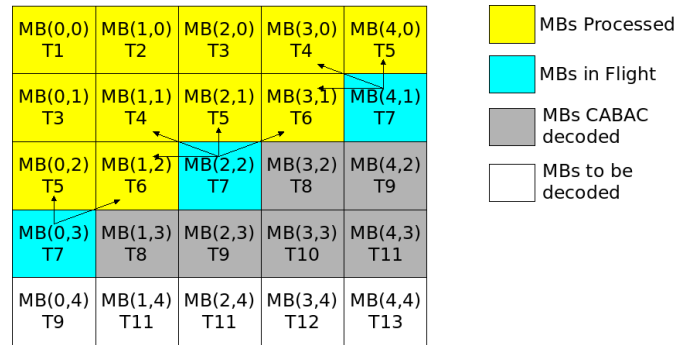 MB(0,0) MB(1,0) MB(2,0) MB(3,0) MB(4,0)
T1 T2 T3 T4 T5
MB(0,1) MB(1,1) MB(2,1) MB(3,1) MB(4,1)
T3 T4 T5 T6 T7
MB(0,2) MB(1,2) MB(2,2) MB(3,2) MB(4,2)
T5 T6 T7 T8 T9
MB(0,3) MB(1,3) MB(2,3) MB(3,3) MB(4,3)
T7 T8 T9 T10 T11
MB(0,4) MB(1,4) MB(2,4) MB(3,4) MB(4,4)
T9 T11 T11 T12 T13
MBs Processed
MBs in Flight
MBs CABAC
decoded
MBs to be
decoded